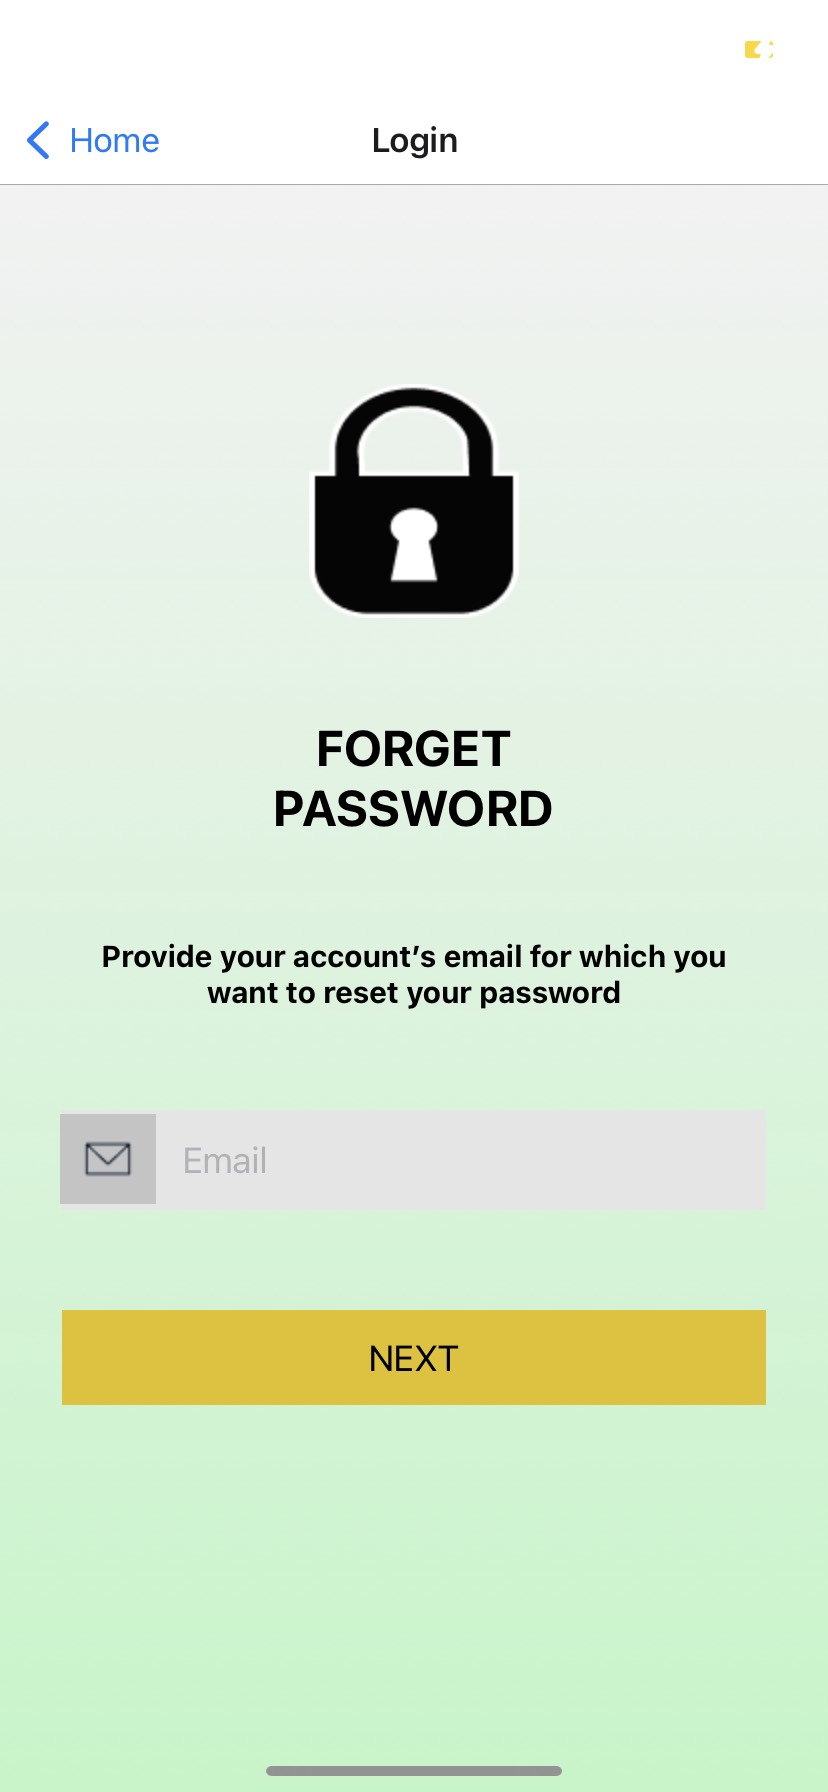 Home
Login
FORGET
PASSWORD
Provide your account’s email for which you
want to reset your password
Email
NEXT